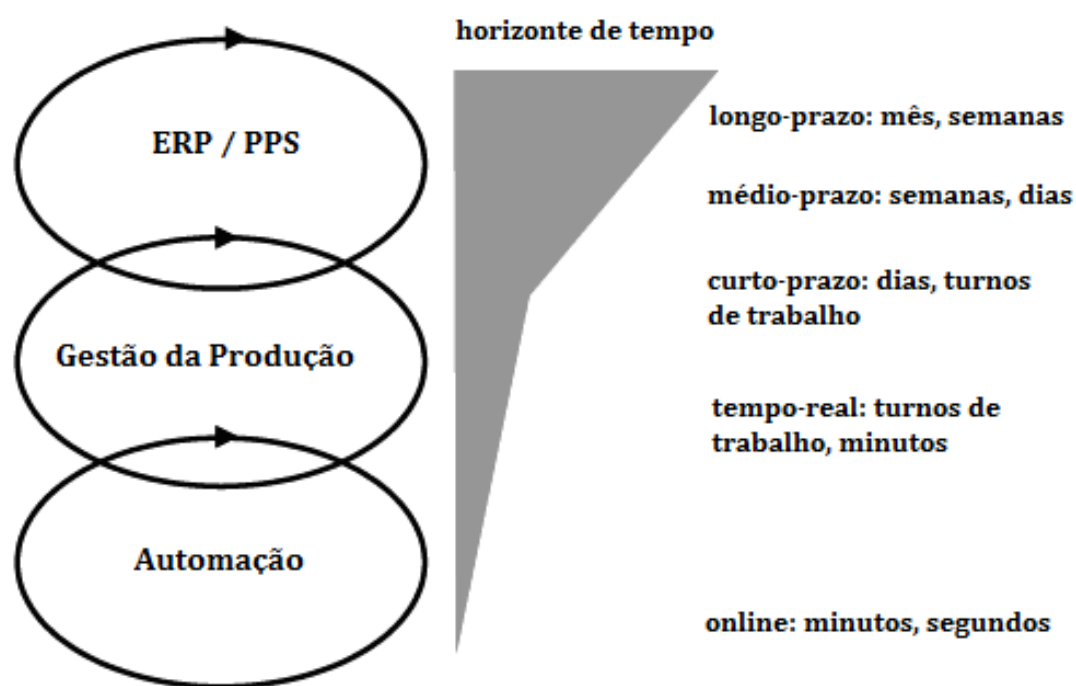 horizonte de tempo
ERP / PPS
longo-prazo: mês, semanas
médio-prazo: semanas, dias
curto-prazo: dias, turnos
de trabalho
Gestão da Produção
tempo-real: turnos de
trabalho, minutos
Automação
online: minutos, segundos